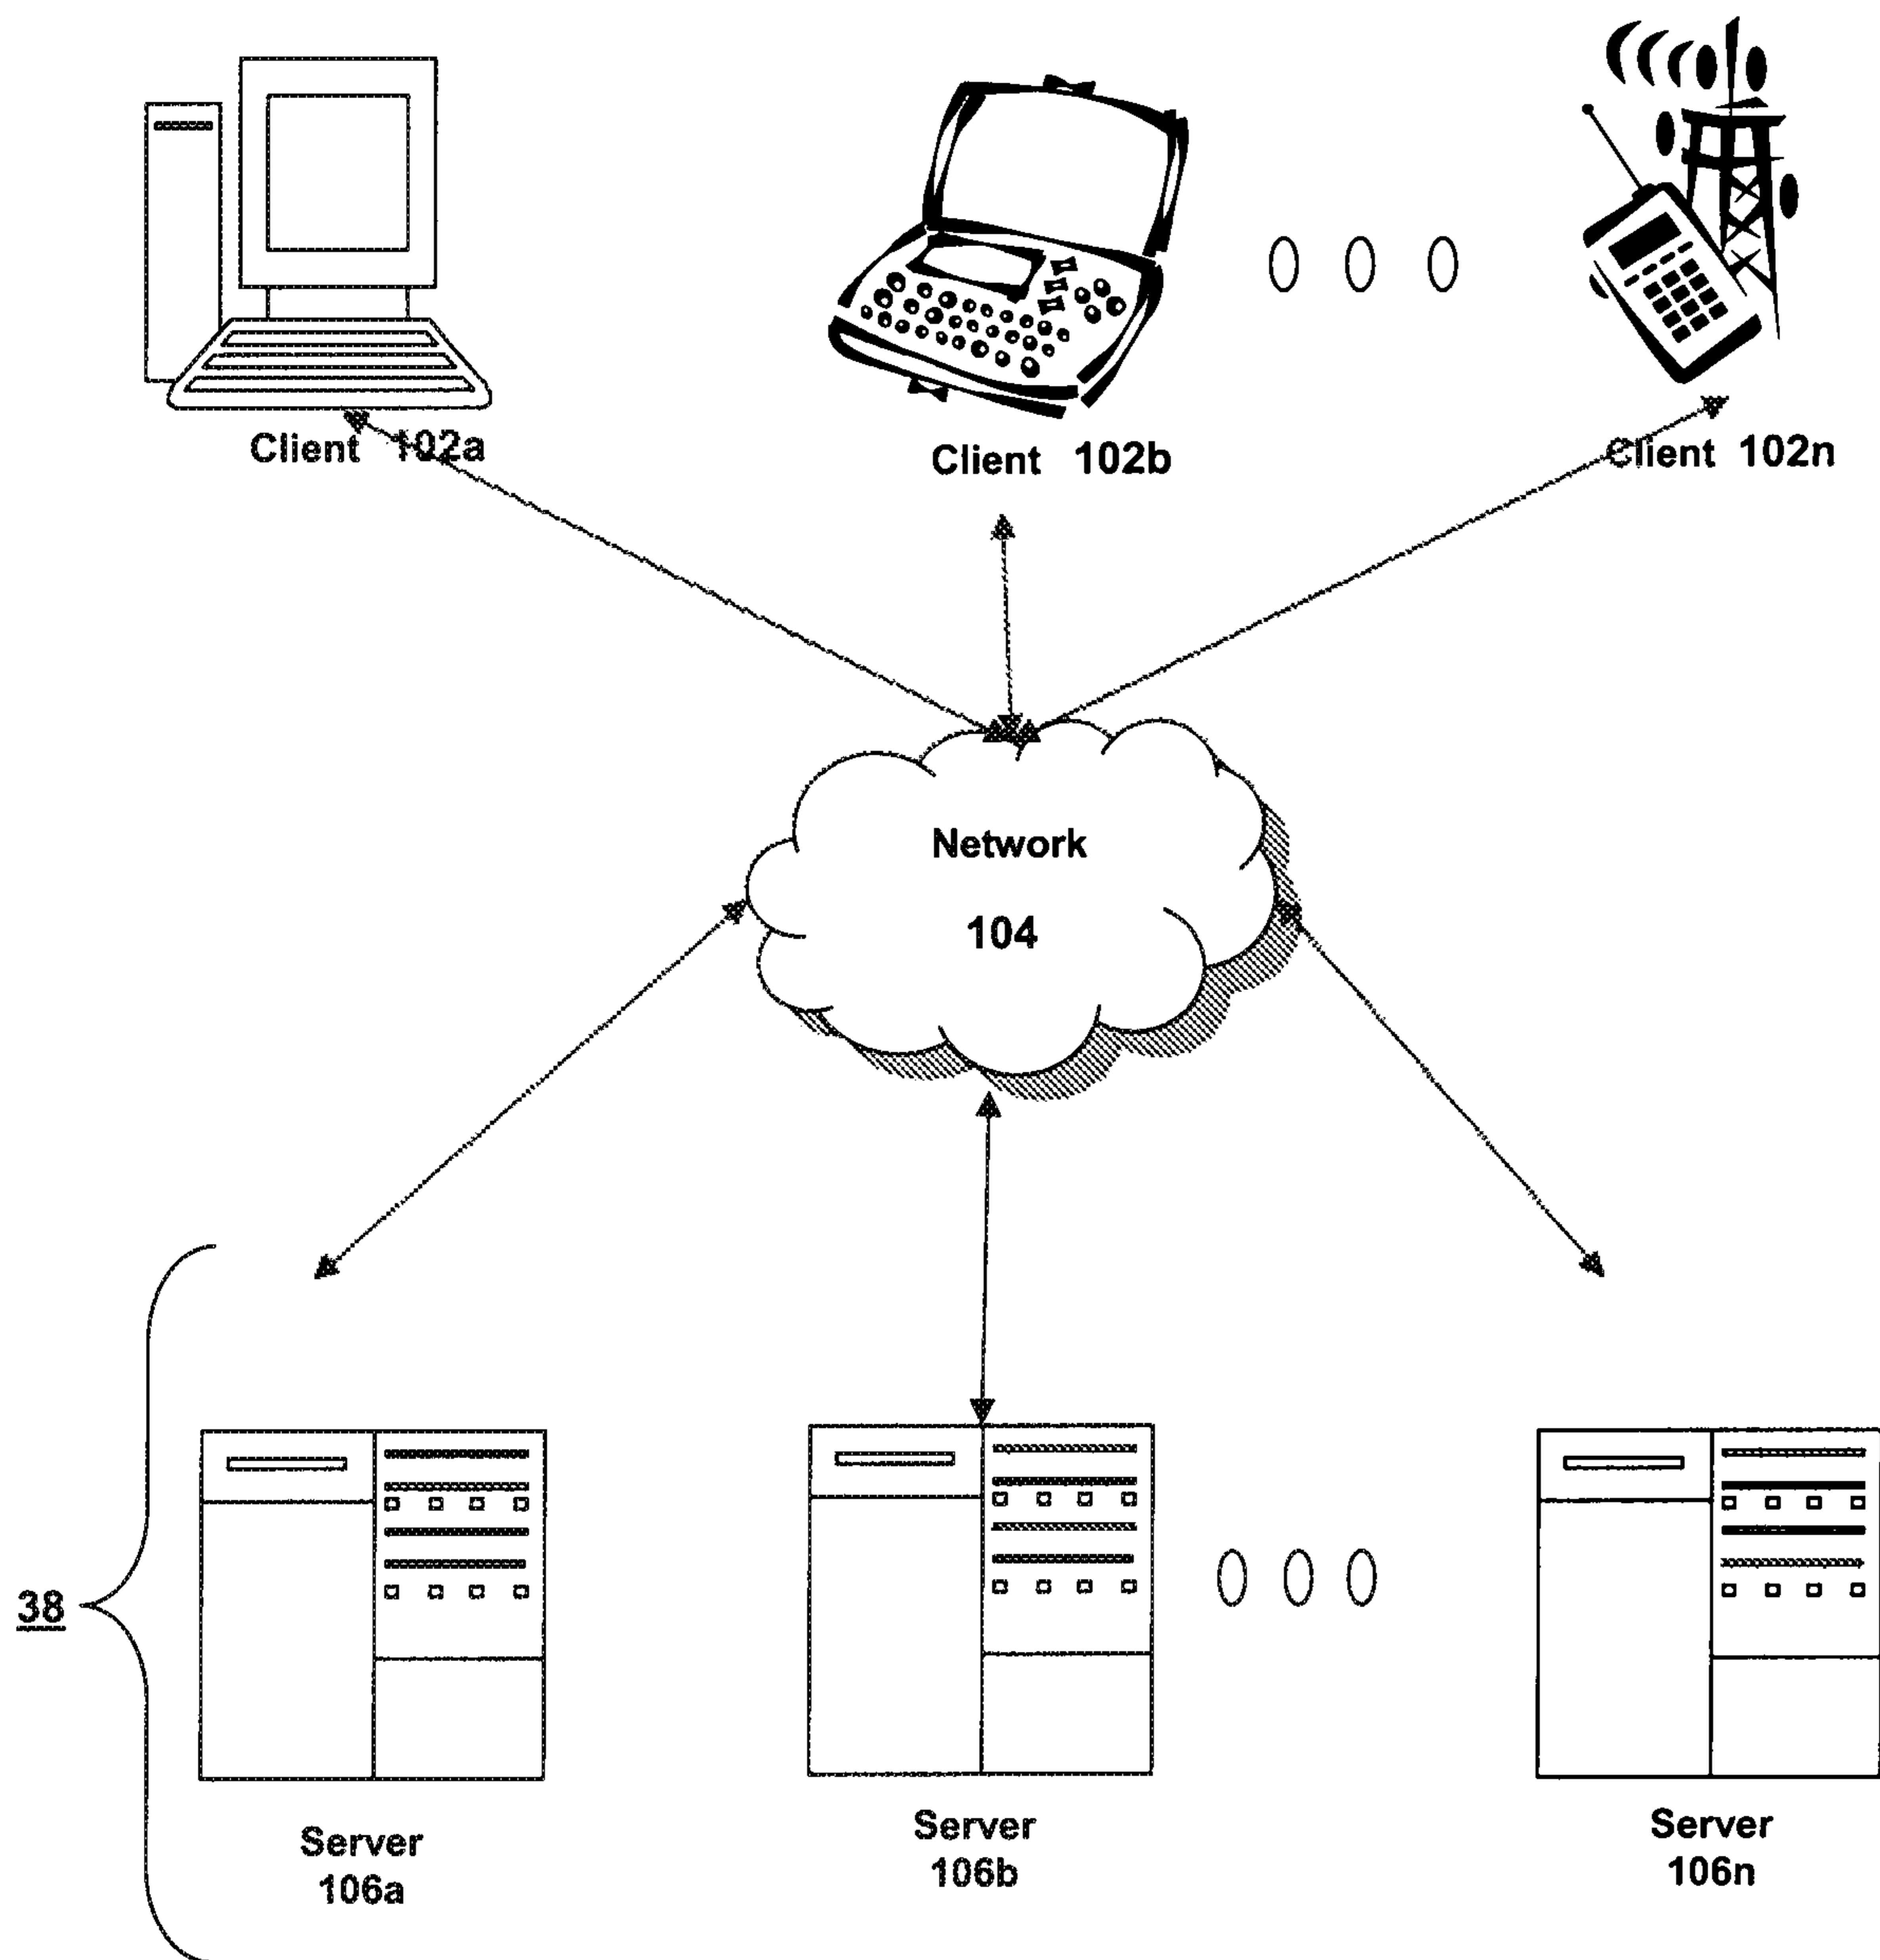 Client 102a
Client 102b
Client 102n
Network
104
38
Server
106a
Server
106b
Server
106n